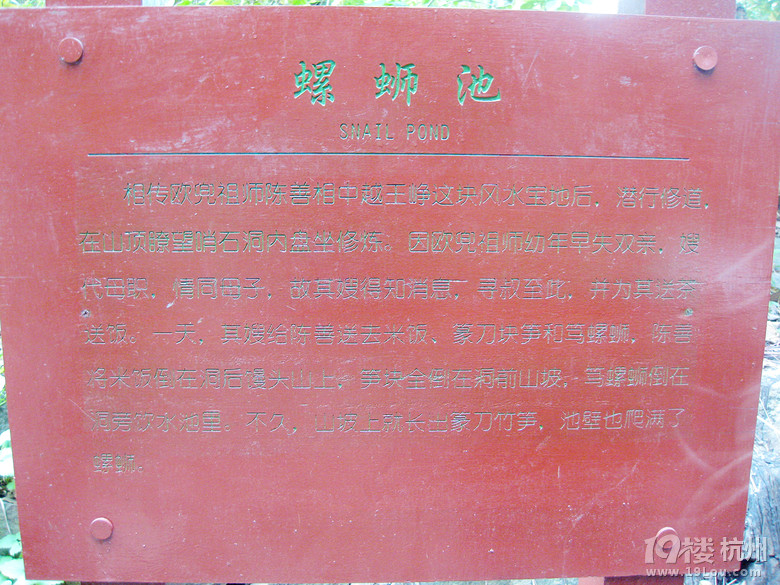 螺蛳池
SNAIL POND
相传欧兜祖师陈善相中越王峥这块风水宝地后，潜行修道，
在山顶瞭望哨石洞内盘坐修炼。因欧兜祖师幼年早失双亲，嫂
代母职，情同母子，故其嫂得知消息，寻叔至此，并为其送茶
送饭。一天，其嫂给陈善送去米饭、篆刀块笋和笃螺蛳，陈善
将米饭倒在洞后馒头山上，笋块全倒在洞前山坡，笃螺蛳倒在
洞旁饮水池里。不久，山坡上就长出篆刀竹笋，池壁也爬满了
螺蛳。
19楼杭州
www.19lou.com